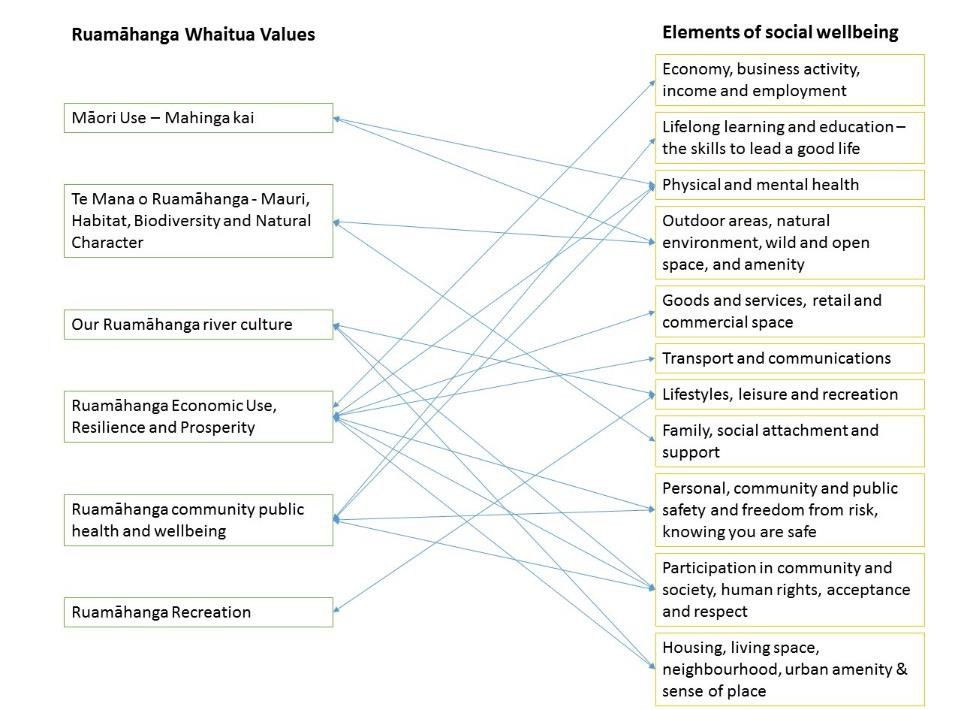 Ruamāhanga Whaitua Values
Māori Use – Mahinga kai
Te Mana o Ruamāhanga - Mauri,
Habitat, Biodiversity and Natural
Character
Our Ruamāhanga river culture
Ruamāhanga Economic Use,
Resilience and Prosperity
Ruamāhanga community public
health and wellbeing
Ruamāhanga Recreation
Elements of social wellbeing
Economy, business activity,
income and employment
Lifelong learning and education –
the skills to lead a good life
Physical and mental health
Outdoor areas, natural
environment, wild and open
space, and amenity
Goods and services, retail and
commercial space
Transport and communications
Lifestyles, leisure and recreation
Family, social attachment and
support
Personal, community and public
safety and freedom from risk,
knowing you are safe
Participation in community and
society, human rights, acceptance
and respect
Housing, living space,
neighbourhood, urban amenity &
sense of place